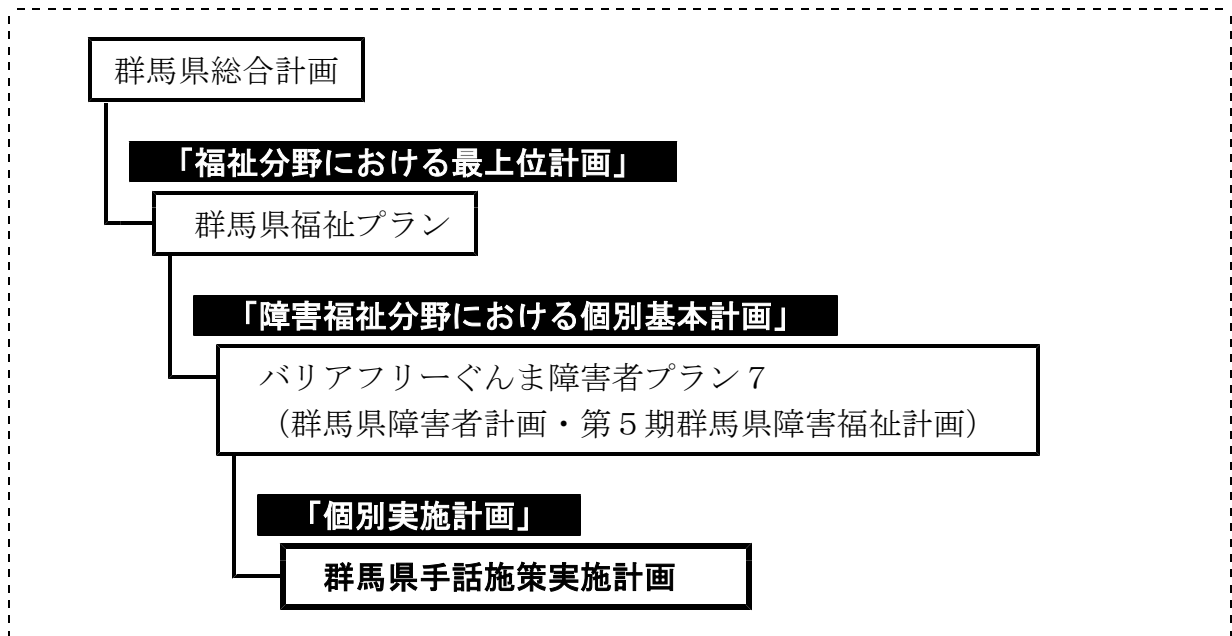 群馬県総合計画
「福祉分野における最上位計画」
群馬県福祉プラン
「障害福祉分野における個別基本計画」
バリアフリーぐんま障害者プラン７
（群馬県障害者計画・第５期群馬県障害福祉計画）
「個別実施計画」
群馬県手話施策実施計画